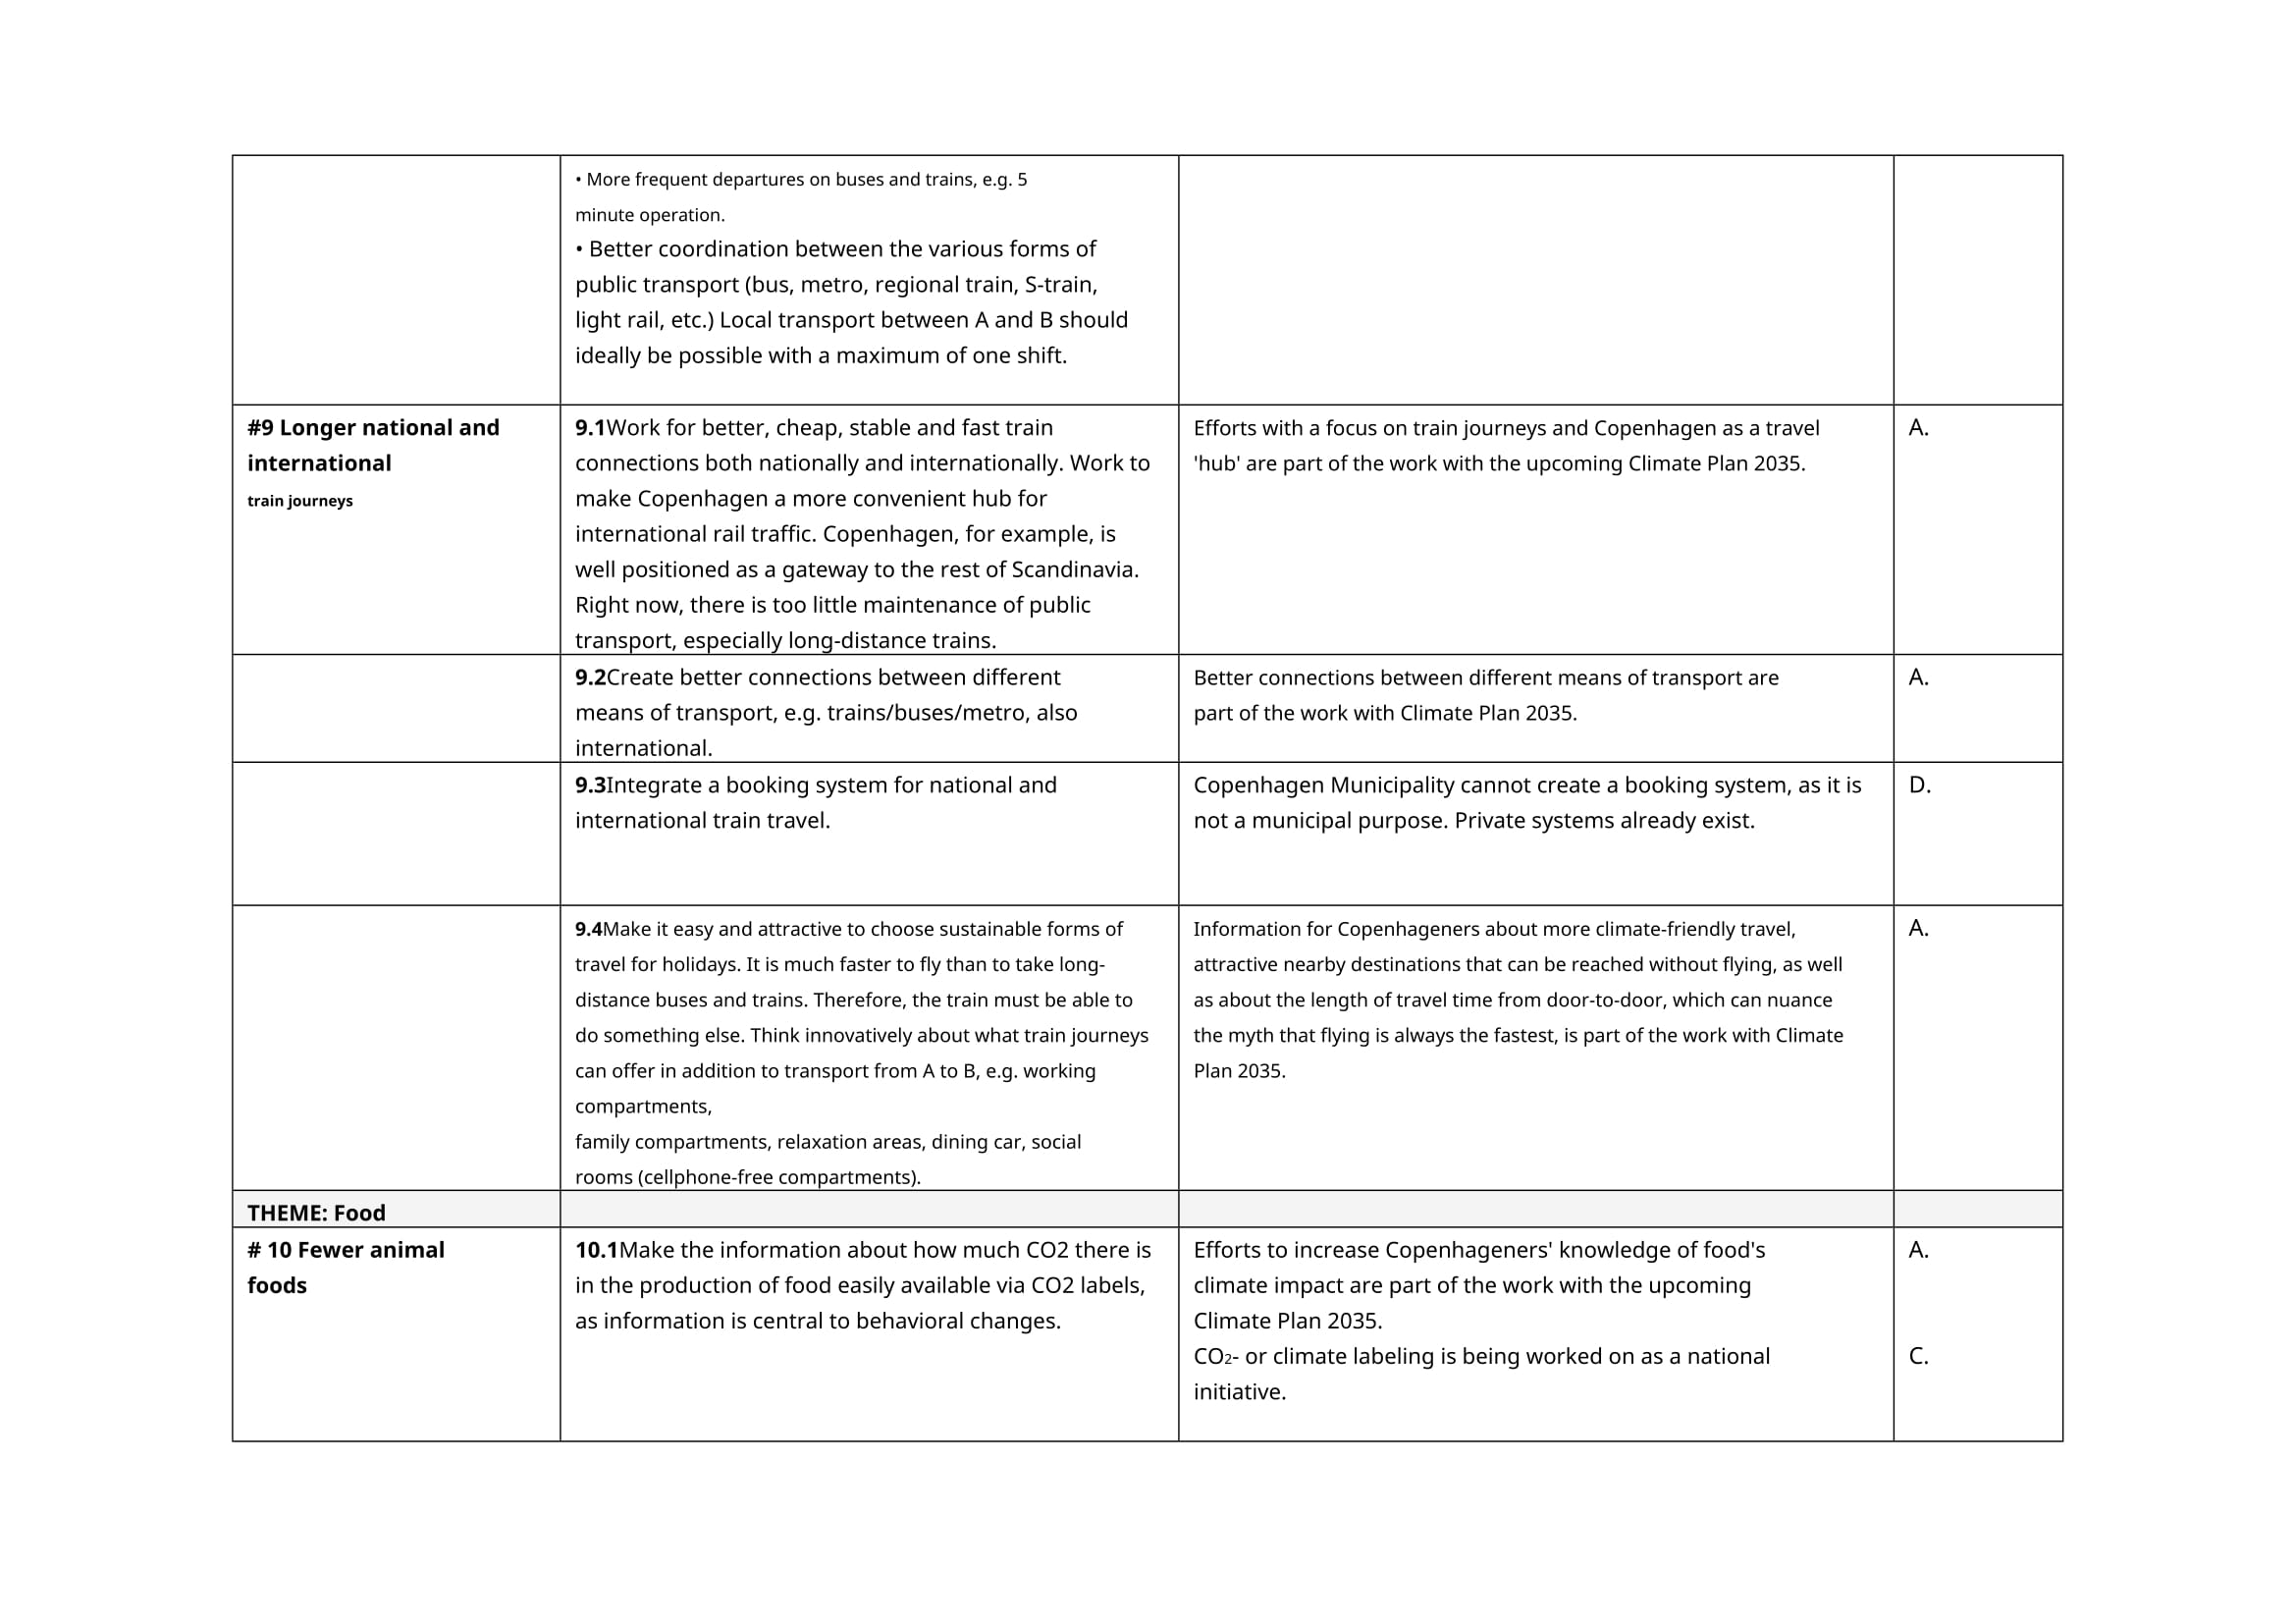 • More frequent departures on buses and trains, e.g. 5
minute operation.
• Better coordination between the various forms of
public transport (bus, metro, regional train, S-train,
light rail, etc.) Local transport between A and B should
ideally be possible with a maximum of one shift.
#9 Longer national and
international
train journeys
9.1Work for better, cheap, stable and fast train
connections both nationally and internationally. Work to
make Copenhagen a more convenient hub for
international rail traffic. Copenhagen, for example, is
well positioned as a gateway to the rest of Scandinavia.
Right now, there is too little maintenance of public
transport, especially long-distance trains.
Efforts with a focus on train journeys and Copenhagen as a travel
'hub' are part of the work with the upcoming Climate Plan 2035.
A.
9.2Create better connections between different
means of transport, e.g. trains/buses/metro, also
international.
Better connections between different means of transport are
part of the work with Climate Plan 2035.
A.
9.3Integrate a booking system for national and
international train travel.
Copenhagen Municipality cannot create a booking system, as it is
not a municipal purpose. Private systems already exist.
D.
9.4Make it easy and attractive to choose sustainable forms of
travel for holidays. It is much faster to fly than to take long-
distance buses and trains. Therefore, the train must be able to
do something else. Think innovatively about what train journeys
can offer in addition to transport from A to B, e.g. working
compartments,
family compartments, relaxation areas, dining car, social
rooms (cellphone-free compartments).
Information for Copenhageners about more climate-friendly travel,
attractive nearby destinations that can be reached without flying, as well
as about the length of travel time from door-to-door, which can nuance
the myth that flying is always the fastest, is part of the work with Climate
Plan 2035.
A.
THEME: Food
# 10 Fewer animal
foods
10.1Make the information about how much CO2 there is
in the production of food easily available via CO2 labels,
as information is central to behavioral changes.
Efforts to increase Copenhageners' knowledge of food's
climate impact are part of the work with the upcoming
Climate Plan 2035.
CO2- or climate labeling is being worked on as a national
initiative.
A.
C.